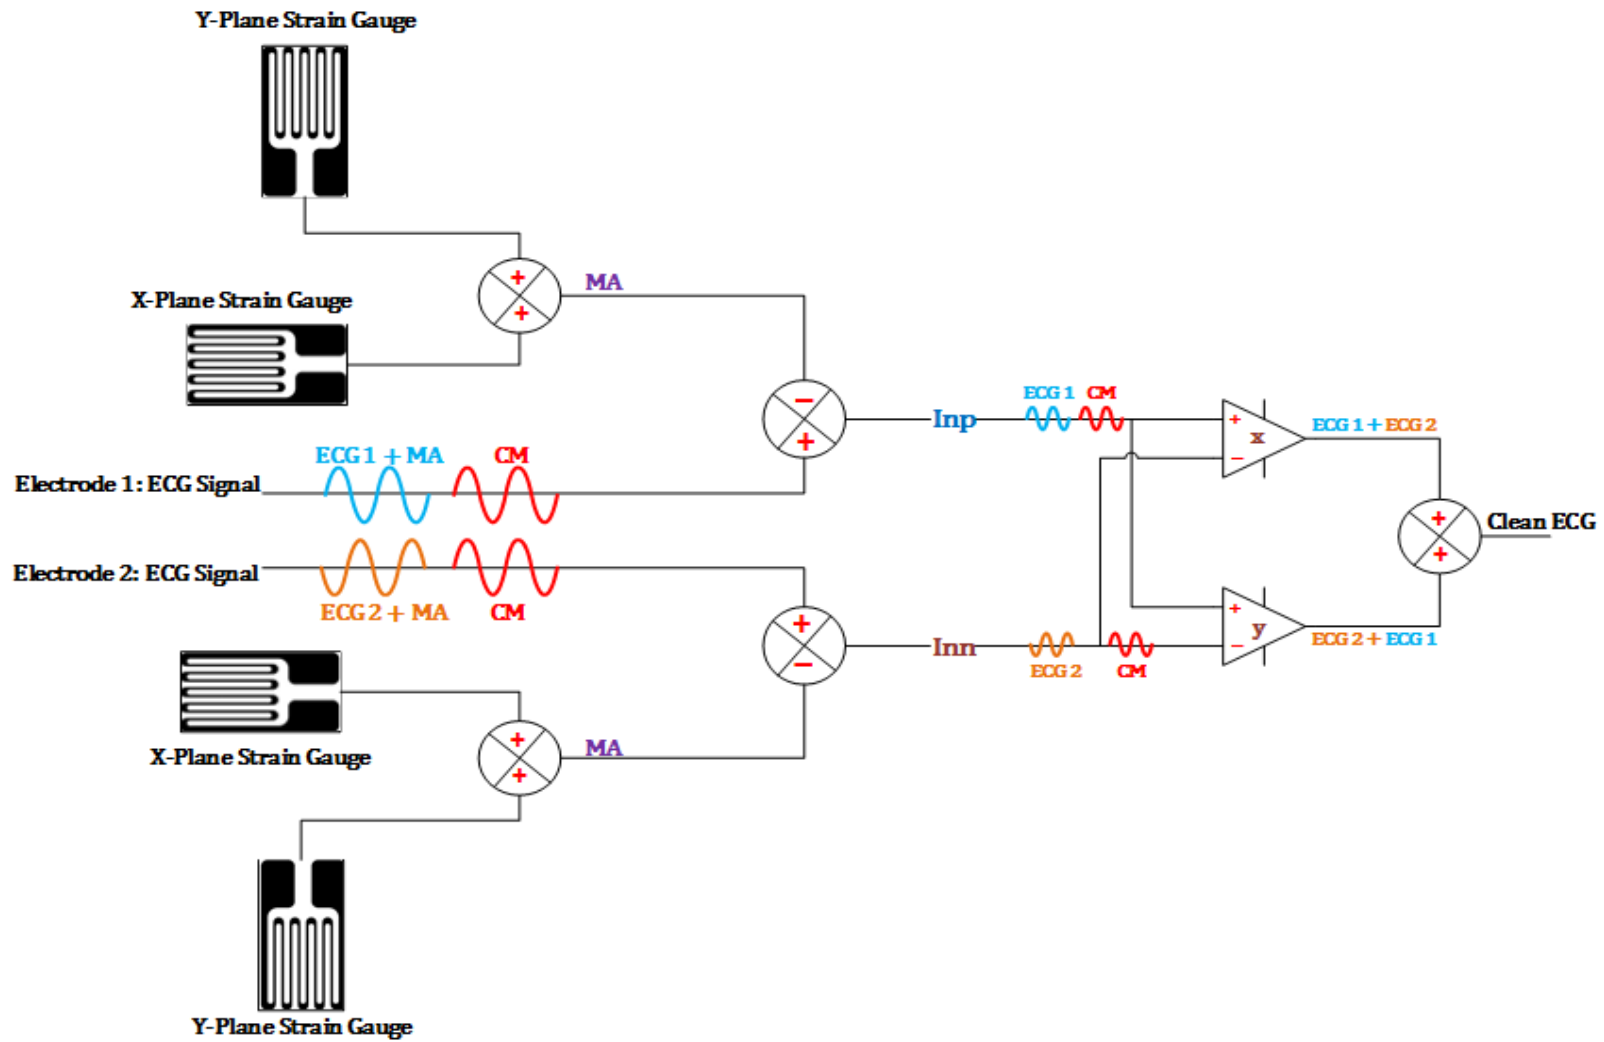 Y-Plane Strain Gauge
+
+
MA
X-Plane Strain Gauge
−
+
Inp
ECG 1 CM
+
−
x
ECG 1 + ECG 2
ECG 1 + MA CM
Electrode 1: ECG Signal
+
+
Clean ECG
Electrode 2: ECG Signal
ECG 2 + MA CM
+
−
Inn
ECG 2 CM
+
−
y
ECG 2 + ECG 1
X-Plane Strain Gauge
+
+
MA
Y-Plane Strain Gauge